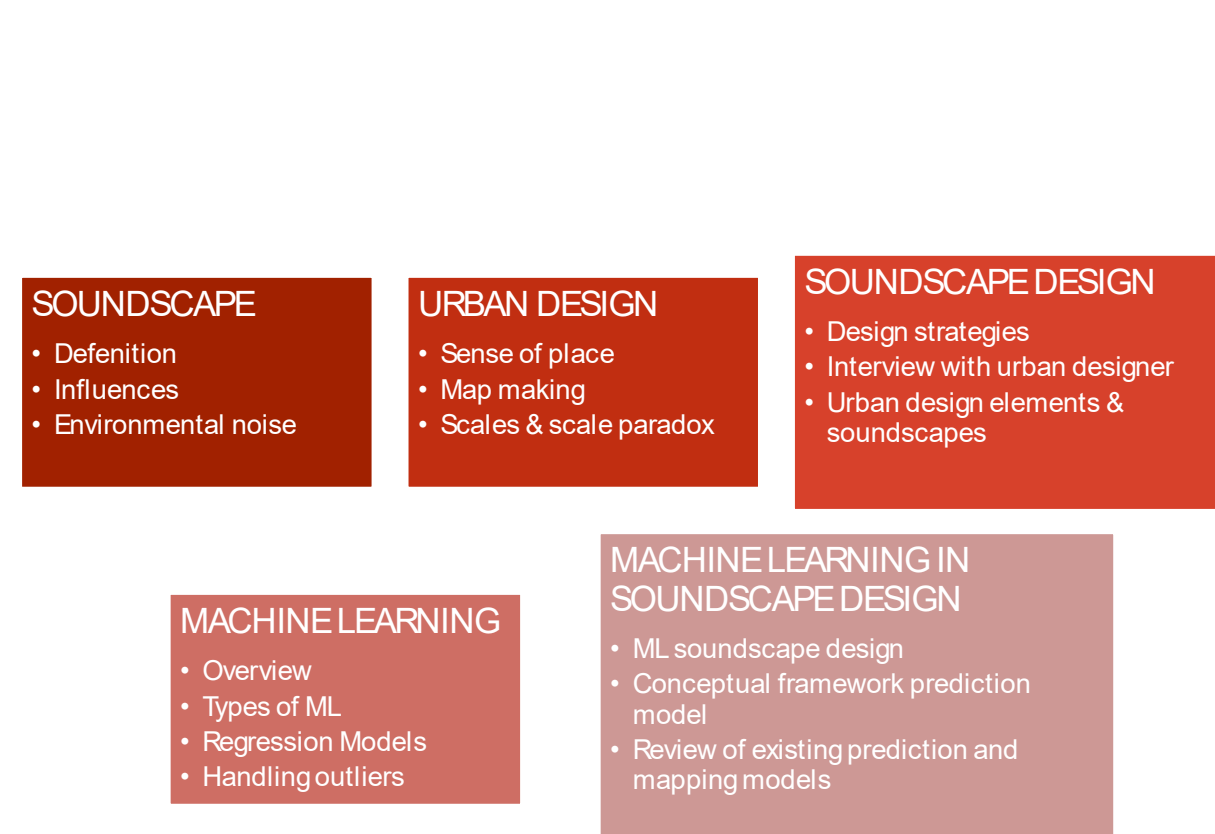 SOUNDSCAPE
• Defenition
• Influences
• Environmental noise
URBAN DESIGN
• Sense of place
• Map making
• Scales & scale paradox
SOUNDSCAPE DESIGN
• Design strategies
• Interview with urban designer
• Urban design elements &
soundscapes
MACHINE LEARNING
• Overview
• Types of ML
• Regression Models
• Handling outliers
MACHINE LEARNING IN
SOUNDSCAPE DESIGN
• ML soundscape design
• Conceptual framework prediction
model
• Review of existing prediction and
mapping models